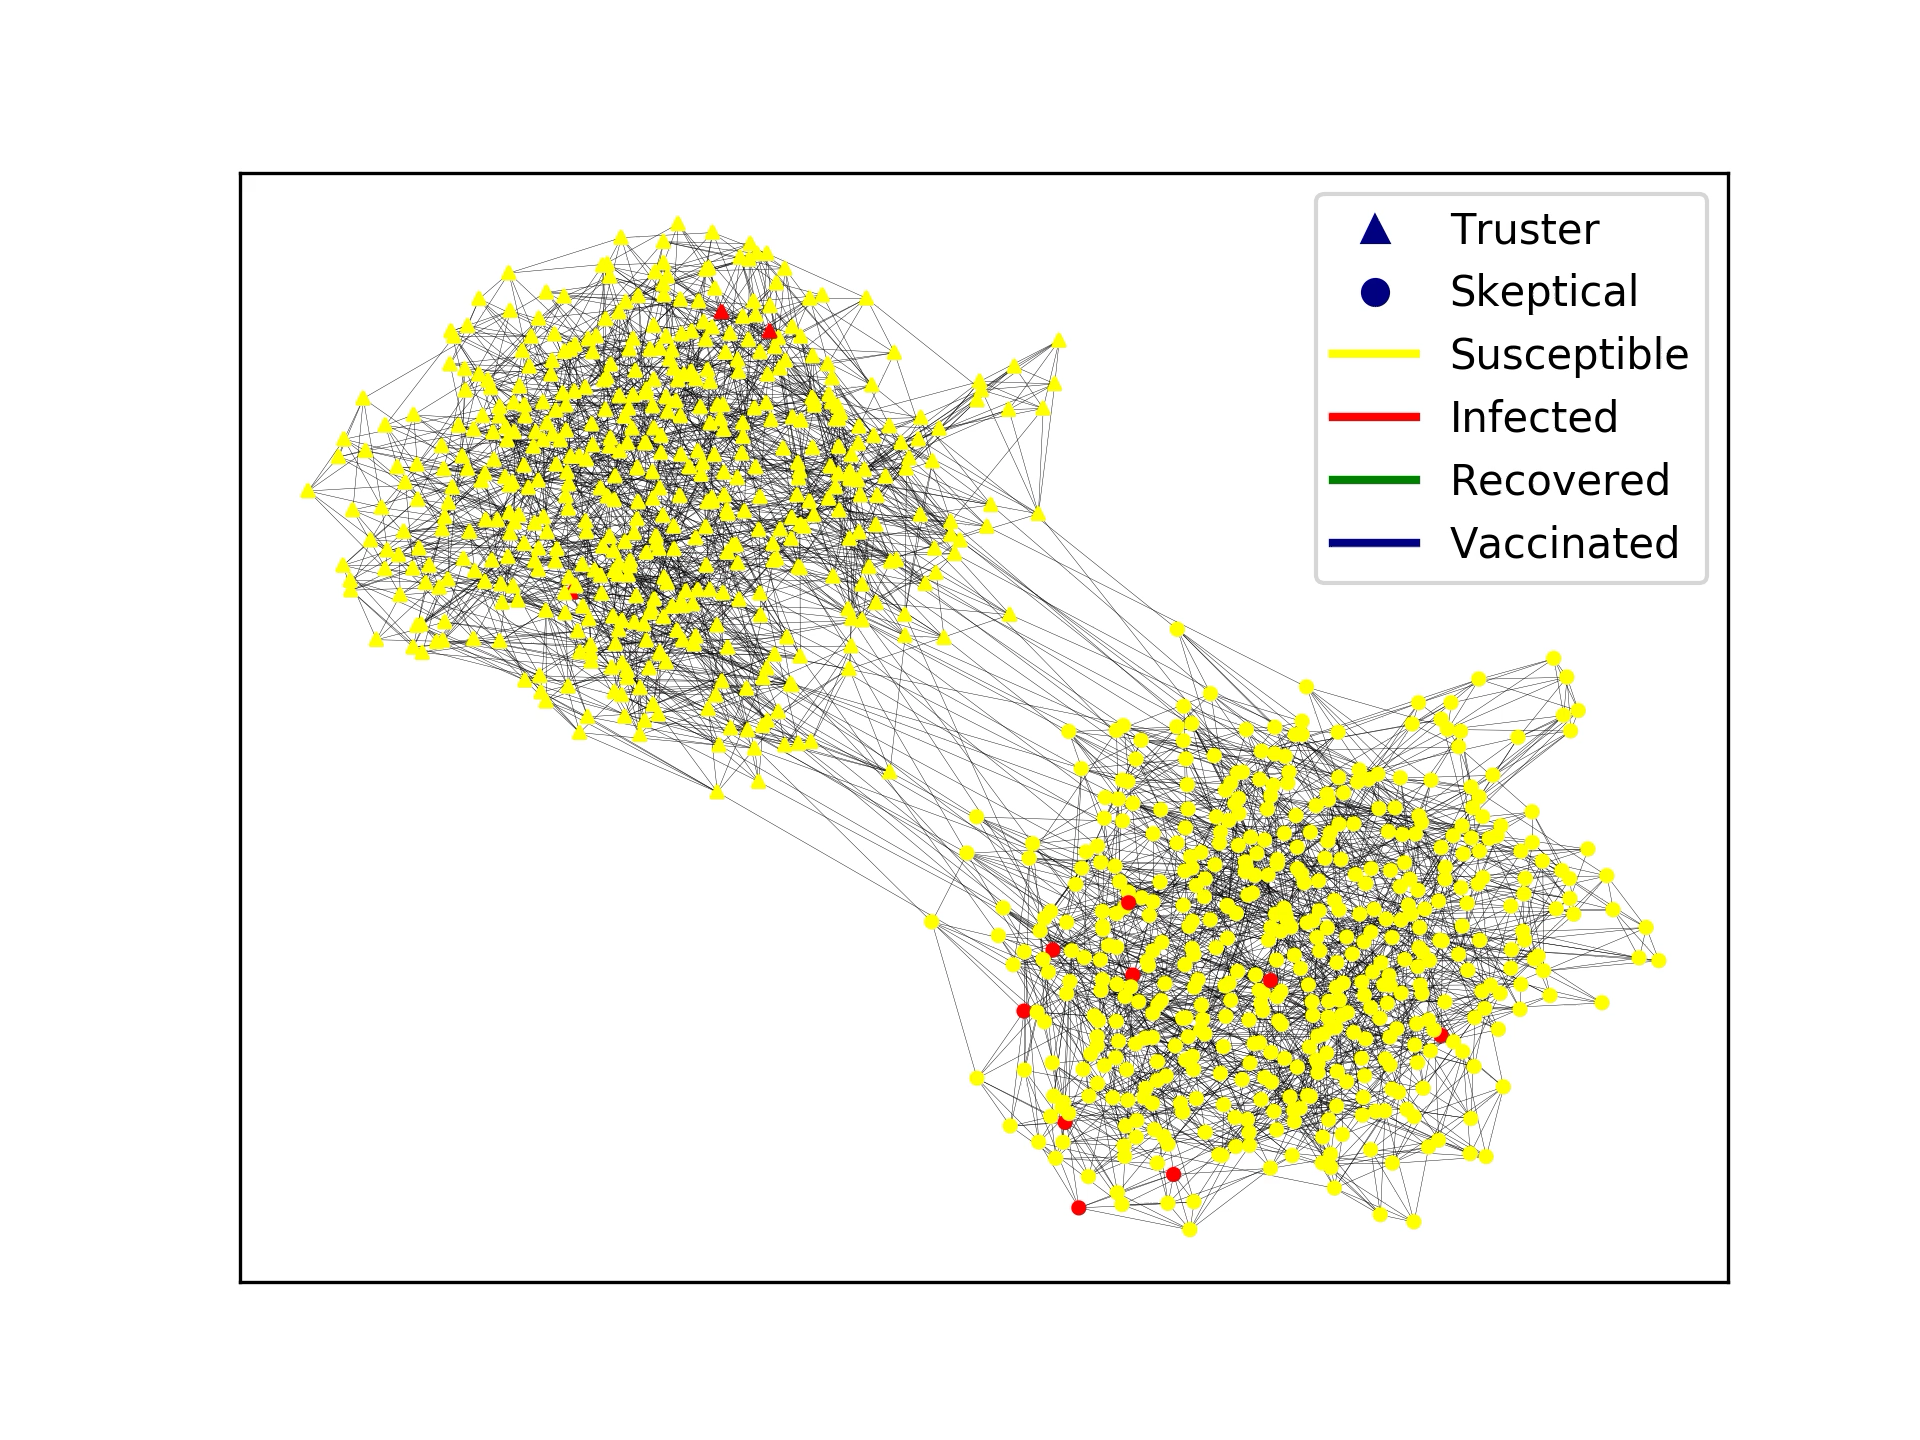 Truster
Skeptical
Susceptible
Infected
Recovered
Vaccinated